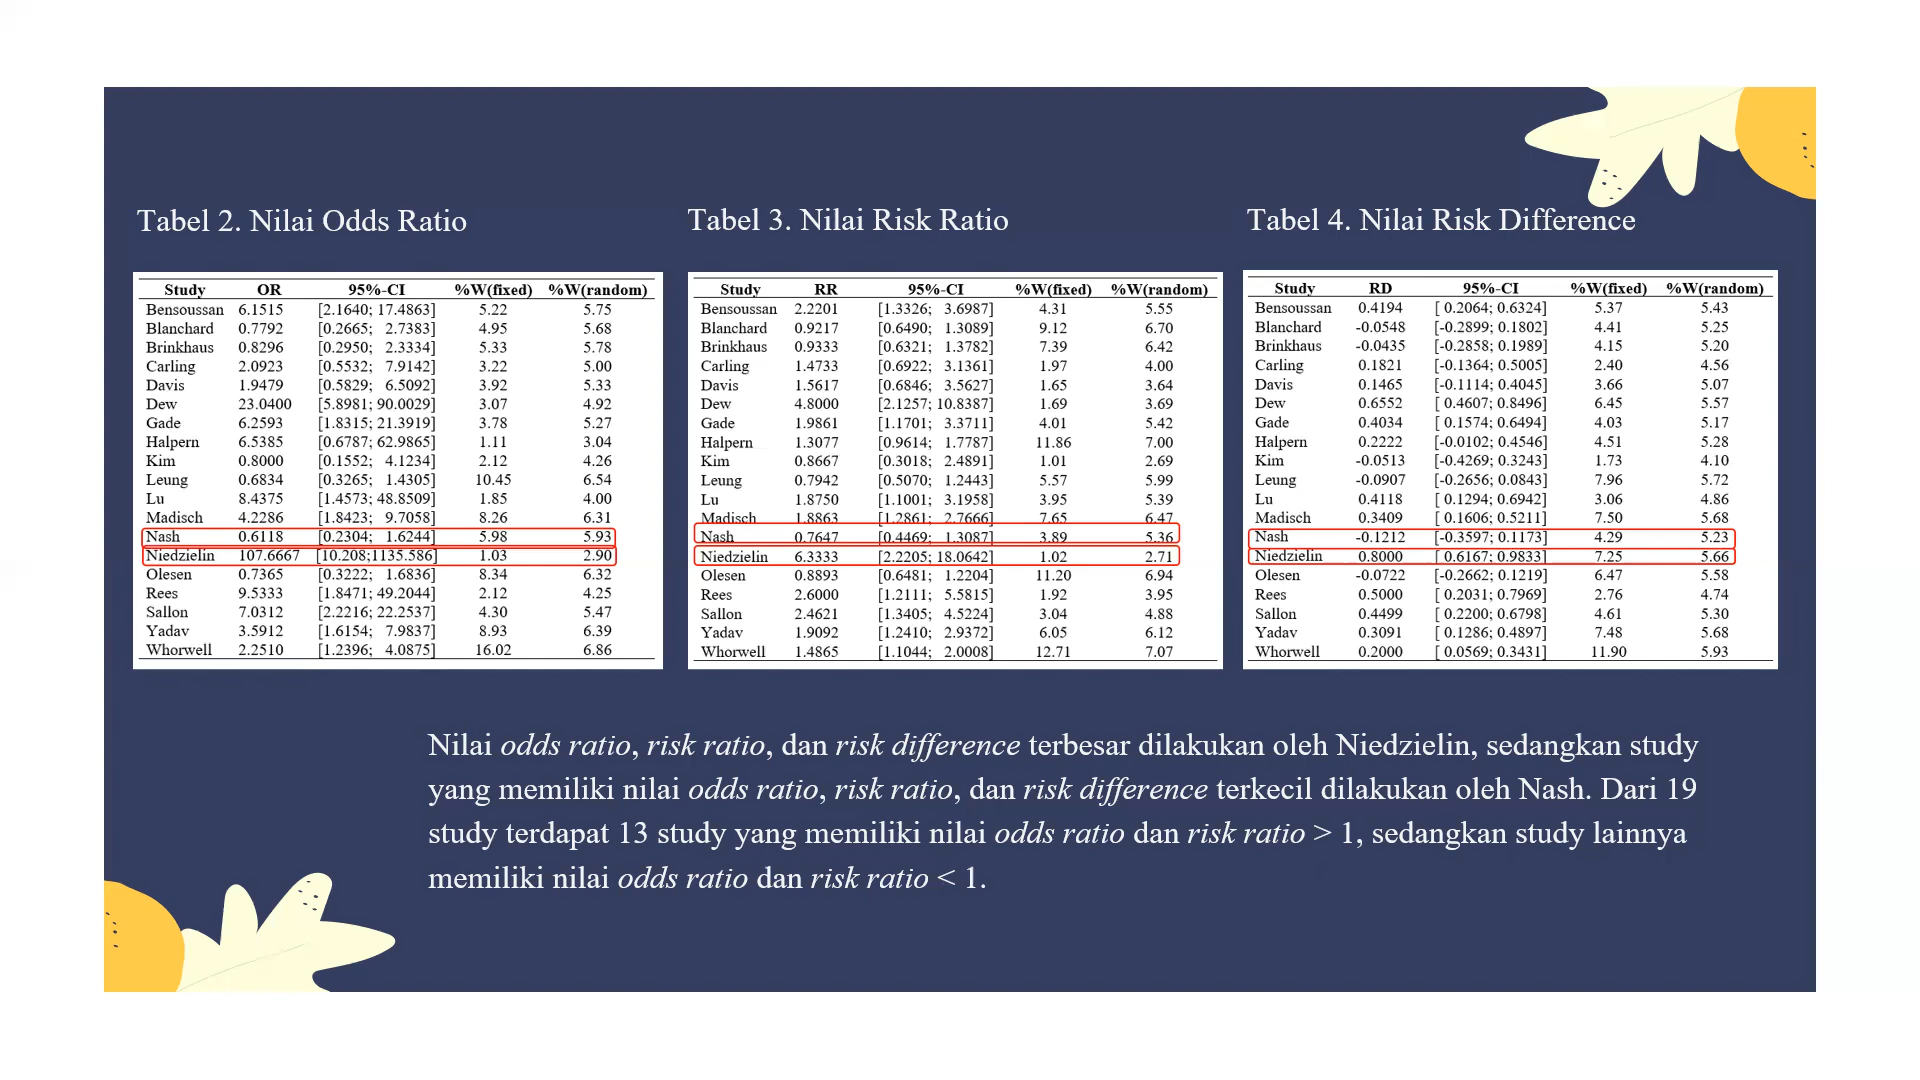 Tabel 2. Nilai Odds Ratio
Study OR 95%-CI %W(fixed) %W(random)
Bensoussan 6.1515 [2.1640; 17.4863] 5.22 5.75
Blanchard 0.7792 [0.2665; 2.7383] 4.95 5.68
Brinkhaus 0.8296 [0.2950; 2.3334] 5.33 5.78
Carling 2.0923 [0.5532; 7.9142] 3.22 5.00
Davis 1.9479 [0.5829; 6.5092] 3.92 5.33
Dew 23.0400 [5.8981; 90.0029] 3.07 4.92
Gade 6.2593 [1.8315; 21.3919] 3.78 5.27
Halpern 6.5385 [0.6787; 62.9865] 1.11 3.04
Kim 0.8000 [0.1552; 4.1234] 2.12 4.26
Leung 0.6834 [0.3265; 1.4305] 10.45 6.54
Lu 8.4375 [1.4573; 48.8509] 1.85 4.00
Madisch 4.2286 [1.8423; 9.7058] 8.26 6.31
Nash 0.6118 [0.2304; 1.6244] 5.98 5.93
Niedzielin 107.6667 [10.208;1135.586] 1.03 2.90
Olesen 0.7365 [0.3222; 1.6836] 8.34 6.32
Rees 9.5333 [1.8471; 49.2044] 2.12 4.25
Sallon 7.0312 [2.2216; 22.2537] 4.30 5.47
Yadav 3.5912 [1.6154; 7.9837] 8.93 6.39
Whorwell 2.2510 [1.2396; 4.0875] 16.02 6.86
Tabel 3. Nilai Risk Ratio
Study RR 95%-CI %W(fixed) %W(random)
Bensoussan 2.2201 [1.3326; 3.6987] 4.31 5.55
Blanchard 0.9217 [0.6490; 1.3089] 9.12 6.70
Brinkhaus 0.9333 [0.6321; 1.3782] 7.39 6.42
Carling 1.4733 [0.6922; 3.1361] 1.97 4.00
Davis 1.5617 [0.6846; 3.5627] 1.65 3.64
Dew 4.8000 [2.1257; 10.8387] 1.69 3.69
Gade 1.9861 [1.1701; 3.3711] 4.01 5.42
Halpern 1.3077 [0.9614; 1.7787] 11.86 7.00
Kim 0.8667 [0.3018; 2.4891] 1.01 2.69
Leung 0.7942 [0.5070; 1.2443] 5.57 5.99
Lu 1.8750 [1.1001; 3.1958] 3.95 5.39
Madisch 1.8863 [1.2861; 2.7666] 7.65 6.47
Nash 0.7647 [0.4469; 1.3087] 3.89 5.36
Niedzielin 6.3333 [2.2205; 18.0642] 1.02 2.71
Olesen 0.8893 [0.6481; 1.2204] 11.20 6.94
Rees 2.6000 [1.2111; 5.5815] 1.92 3.95
Sallon 2.4621 [1.3405; 4.5224] 3.04 4.88
Yadav 1.9092 [1.2410; 2.9372] 6.05 6.12
Whorwell 1.4865 [1.1044; 2.0008] 12.71 7.07
Tabel 4. Nilai Risk Difference
Study RD 95%-CI %W(fixed) %W(random)
Bensoussan 0.4194 [ 0.2064; 0.6324] 5.37 5.43
Blanchard -0.0548 [-0.2899; 0.1802] 4.41 5.25
Brinkhaus -0.0435 [-0.2858; 0.1989] 4.15 5.20
Carling 0.1821 [-0.1364; 0.5005] 2.40 4.56
Davis 0.1465 [-0.1114; 0.4045] 3.66 5.07
Dew 0.6552 [ 0.4607; 0.8496] 6.45 5.57
Gade 0.4034 [ 0.1574; 0.6494] 4.03 5.17
Halpern 0.2222 [-0.0102; 0.4546] 4.51 5.28
Kim -0.0513 [-0.4269; 0.3243] 1.73 4.10
Leung -0.0907 [-0.2656; 0.0843] 7.96 5.72
Lu 0.4118 [ 0.1294; 0.6942] 3.06 4.86
Madisch 0.3409 [ 0.1606; 0.5211] 7.50 5.68
Nash -0.1212 [-0.3597; 0.1173] 4.29 5.23
Niedzielin 0.8000 [ 0.6167; 0.9833] 7.25 5.66
Olesen -0.0722 [-0.2662; 0.1219] 6.47 5.58
Rees 0.5000 [ 0.2031; 0.7969] 2.76 4.74
Sallon 0.4499 [ 0.2200; 0.6798] 4.61 5.30
Yadav 0.3091 [ 0.1286; 0.4897] 7.48 5.68
Whorwell 0.2000 [ 0.0569; 0.3431] 11.90 5.93
Nilai odds ratio, risk ratio, dan risk difference terbesar dilakukan oleh Niedzielin, sedangkan study
yang memiliki nilai odds ratio, risk ratio, dan risk difference terkecil dilakukan oleh Nash. Dari 19
study terdapat 13 study yang memiliki nilai odds ratio dan risk ratio > 1, sedangkan study lainnya
memiliki nilai odds ratio dan risk ratio < 1.